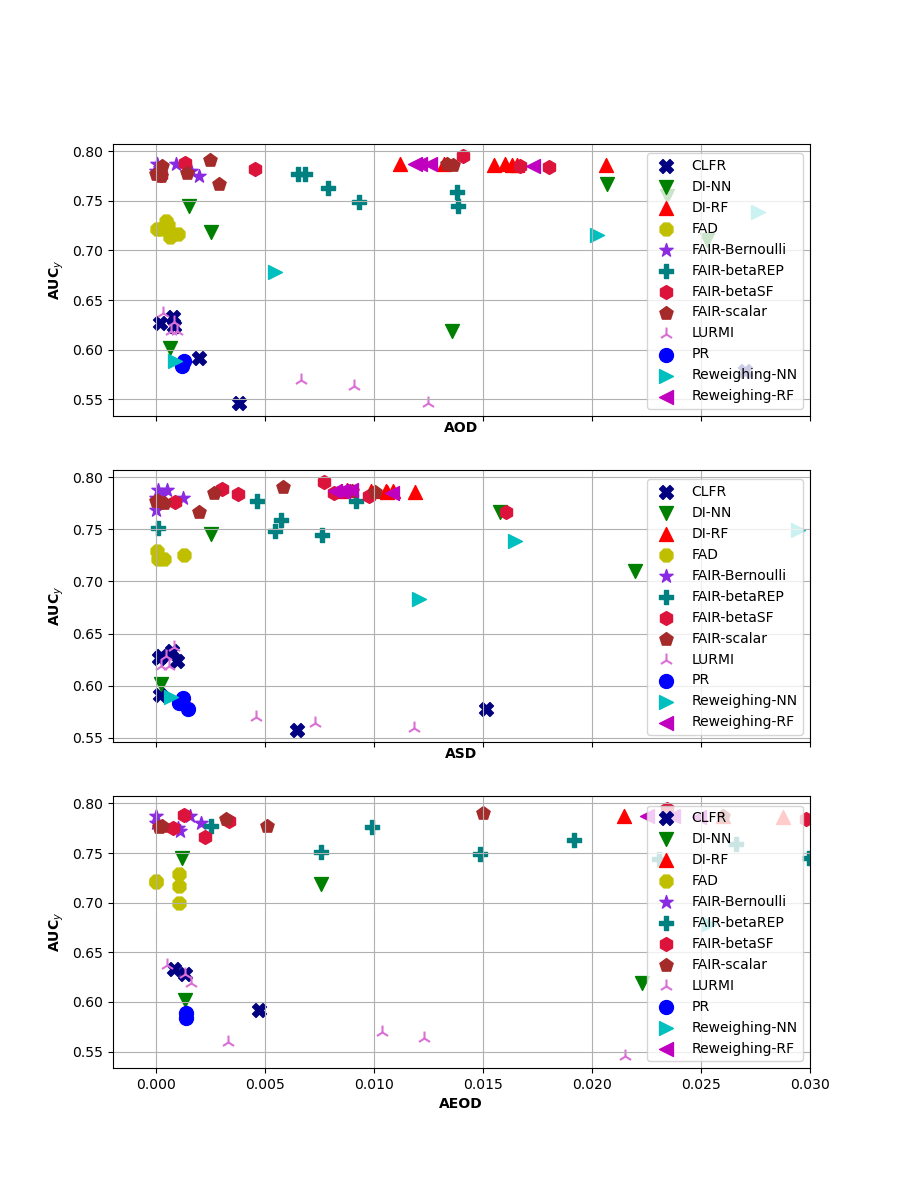 0.80
0.75
0.70
0.65
0.60
0.55
AUC_y
CLFR
DI-NN
DI-RF
FAD
FAIR-Bernoulli
FAIR-betaREP
FAIR-betaSF
FAIR-scalar
LURMI
PR
Reweighing-NN
Reweighing-RF
AOD
0.80
0.75
0.70
0.65
0.60
0.55
AUC_y
CLFR
DI-NN
DI-RF
FAD
FAIR-Bernoulli
FAIR-betaREP
FAIR-betaSF
FAIR-scalar
LURMI
PR
Reweighing-NN
Reweighing-RF
ASD
0.80
0.75
0.70
0.65
0.60
0.55
AUC_y
CLFR
DI-NN
DI-RF
FAD
FAIR-Bernoulli
FAIR-betaREP
FAIR-betaSF
FAIR-scalar
LURMI
PR
Reweighing-NN
Reweighing-RF
0.000 0.005 0.010 0.015 0.020 0.025 0.030
AEOD